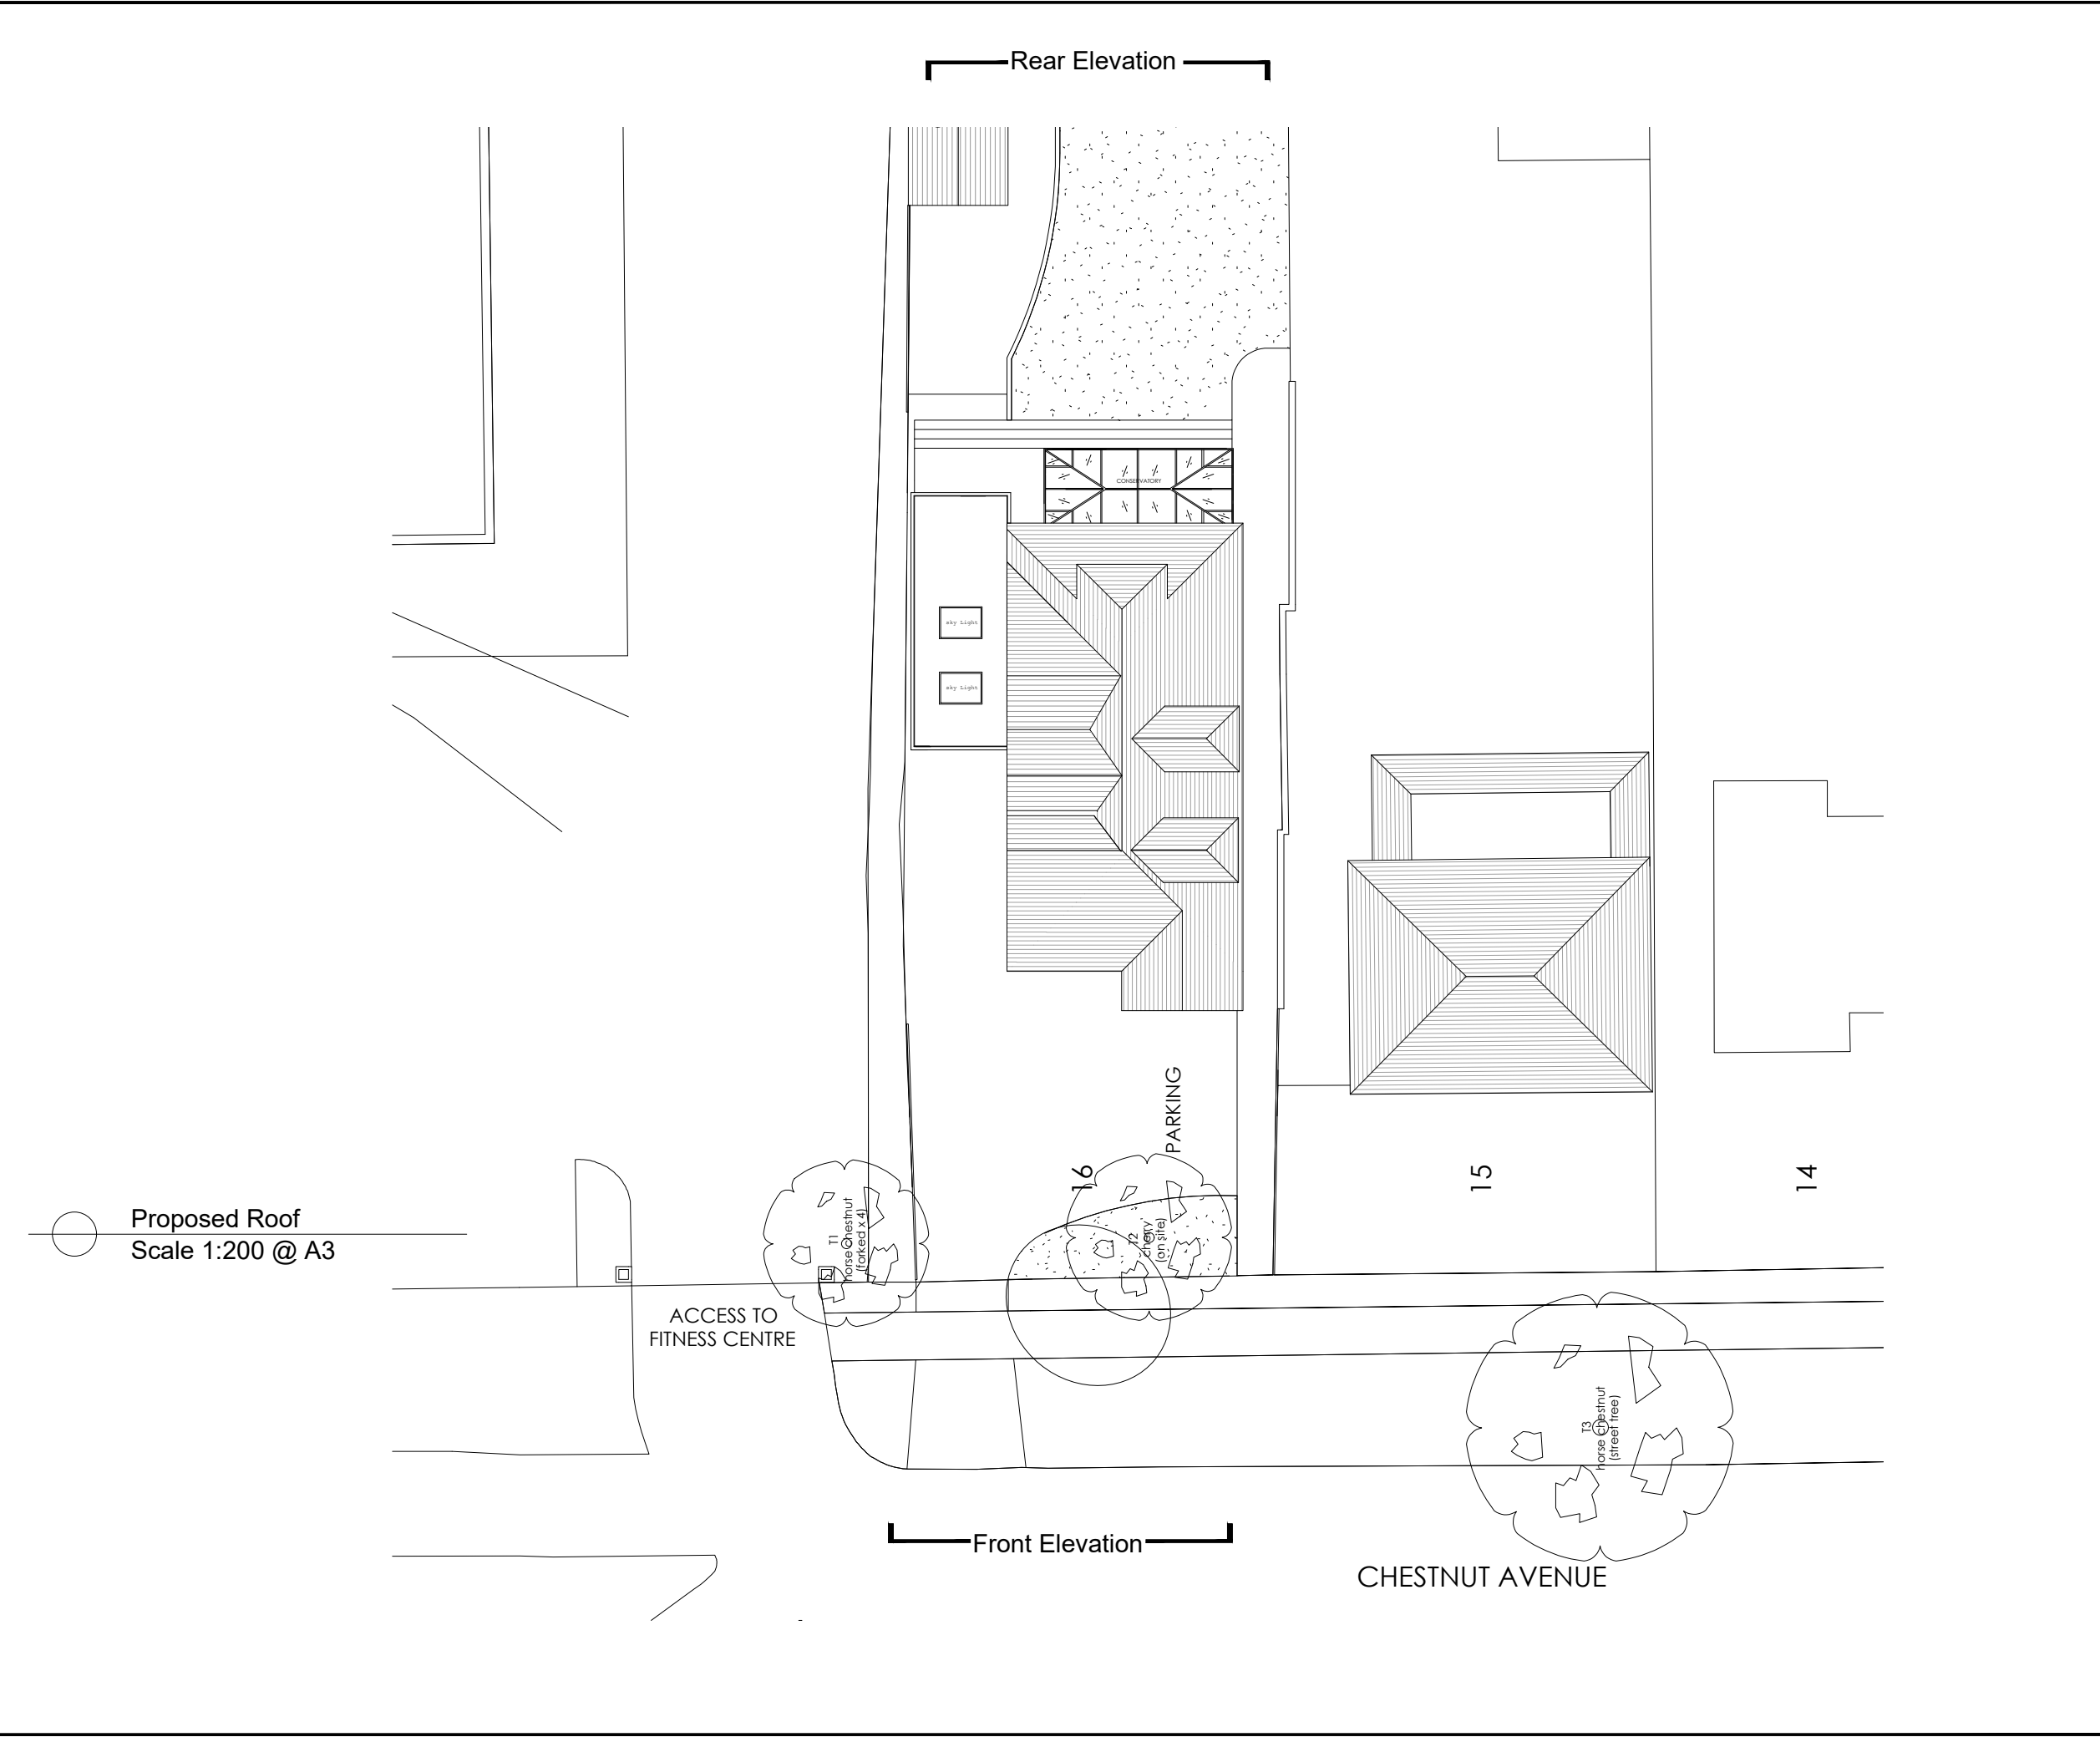 Rear Elevation
CONSERVATORY
sky Light
sky Light
PARKING
16
15
14
Proposed Roof
Scale 1:200 @ A3
T1
horse chestnut
(forked x 4)
T2
cherry
(on site)
ACCESS TO
FITNESS CENTRE
T3
horse chestnut
(street tree)
Front Elevation
CHESTNUT AVENUE